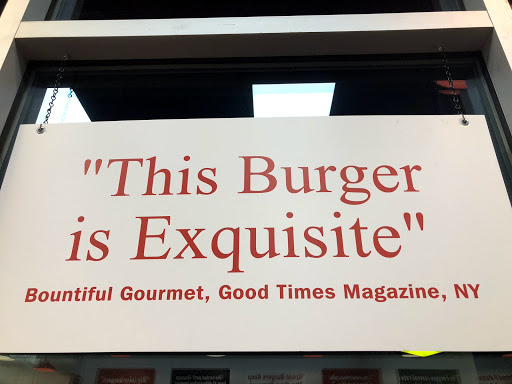 "This Burger
is Exquisite"
Bountiful Gourmet, Good Times Magazine, NY